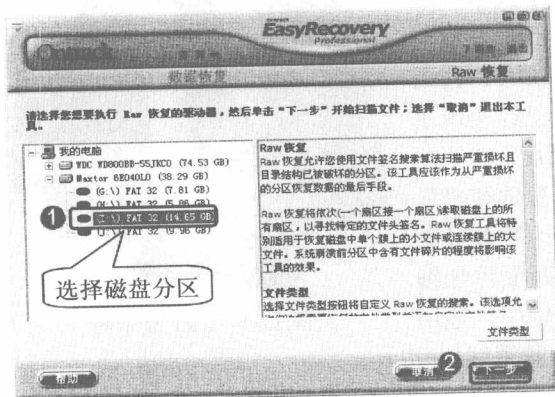 EasyRecovery
Professional
Ontrack
数据恢复
Raw 恢复
请选择您想要执行 Raw 恢复的驱动器，然后单击“下一步”开始扫描文件；选择“取消”退出本工
具。
我的电脑
WDC WD800BB-55JKC0 (74.53 GB)
Maxtor 6E040L0 (38.29 GB)
(G:\) FAT 32 (7.81 GB)
(H:\) FAT 32 (5.86 GB)
1
(I:\) FAT 32 (14.65 GB)
(J:\) FAT 32 (9.96 GB)
选择磁盘分区
Raw 恢复
Raw 恢复允许您使用文件签名搜索算法扫描严重损坏且
目录结构已被破坏的分区。该工具应该作为从严重损坏
的分区恢复数据的最后手段。
Raw 恢复将依次(一个扇区接一个扇区)读取磁盘上的所
有扇区，以寻找特定的文件头签名。Raw 恢复工具将特
别适用于恢复磁盘中单个簇上的小文件或连续簇上的大
文件。系统崩溃前分区中含有文件碎片的程度将影响该
工具的效果。
文件类型
选择文件类型按钮将自定义 Raw 恢复的搜索。该选项允
文件类型
帮助
取消
2
下一步